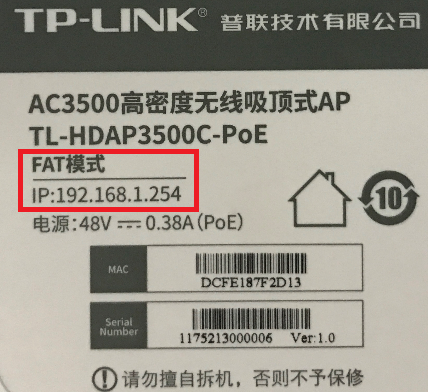 TP-LINK® 普联技术有限公司
AC3500高密度无线吸顶式AP
TL-HDAP3500C-PoE
FAT模式
IP:192.168.1.254
电源:48V⎓0.38A(PoE)
10
MAC
DCFE187F2D13
Serial Number
1175213000006 Ver:1.0
请勿擅自拆机，否则不予保修